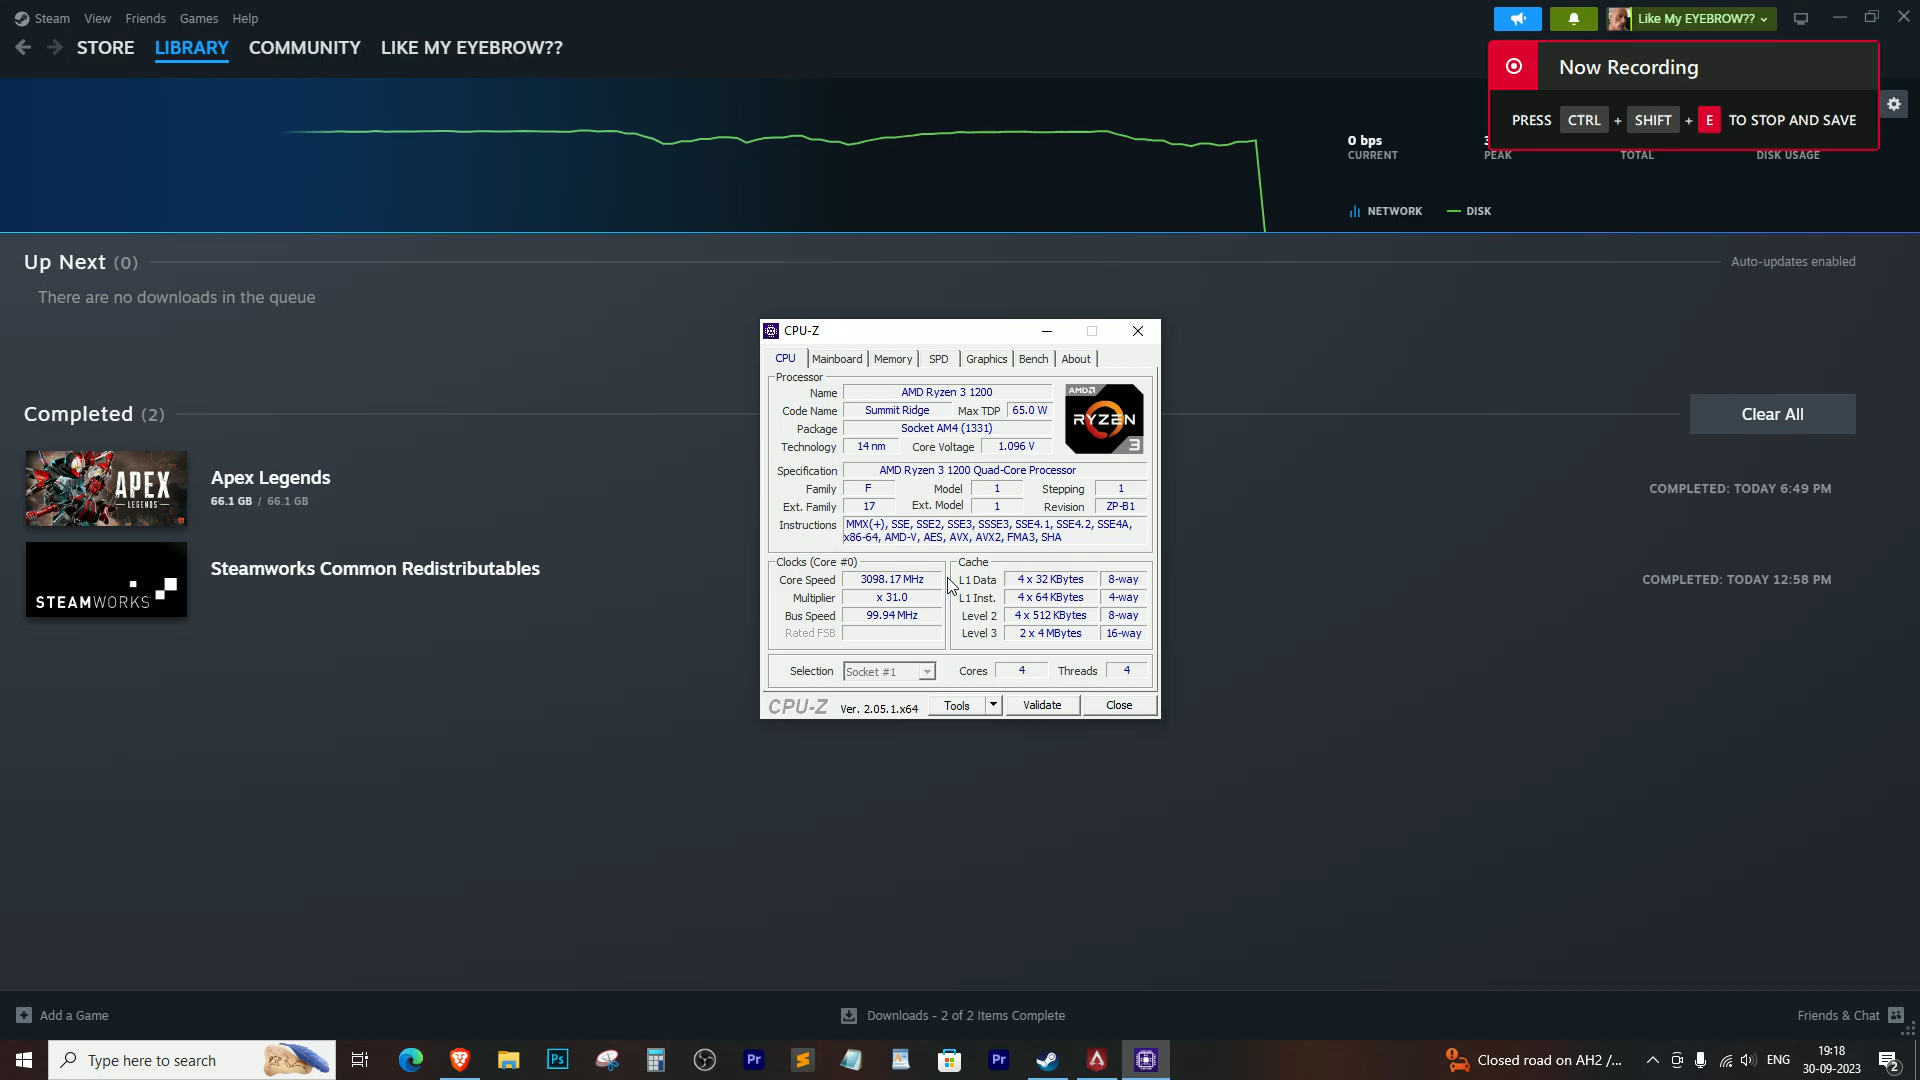 Steam View Friends Games Help
Like My EYEBROW??
STORE LIBRARY COMMUNITY LIKE MY EYEBROW??
Now Recording
PRESS CTRL + SHIFT + E TO STOP AND SAVE
0 bps
CURRENT PEAK TOTAL DISK USAGE
NETWORK DISK
Up Next (0)
Auto-updates enabled
There are no downloads in the queue
Completed (2)
Clear All
APEX
LEGENDS
Apex Legends
66.1 GB / 66.1 GB
COMPLETED: TODAY 6:49 PM
STEAMWORKS
Steamworks Common Redistributables
COMPLETED: TODAY 12:58 PM
CPU-Z
CPU Mainboard Memory SPD Graphics Bench About
Processor
Name AMD Ryzen 3 1200
Code Name Summit Ridge Max TDP 65.0 W
Package Socket AM4 (1331)
Technology 14 nm Core Voltage 1.096 V
AMD
RYZEN
3
Specification AMD Ryzen 3 1200 Quad-Core Processor
Family F Model 1 Stepping 1
Ext. Family 17 Ext. Model 1 Revision ZP-B1
Instructions MMX(+), SSE, SSE2, SSE3, SSSE3, SSE4.1, SSE4.2, SSE4A,
x86-64, AMD-V, AES, AVX, AVX2, FMA3, SHA
Clocks (Core #0) Cache
Core Speed 3098.17 MHz L1 Data 4 x 32 KBytes 8-way
Multiplier x 31.0 L1 Inst. 4 x 64 KBytes 4-way
Bus Speed 99.94 MHz Level 2 4 x 512 KBytes 8-way
Rated FSB Level 3 2 x 4 MBytes 16-way
Selection Socket #1 Cores 4 Threads 4
CPU-Z Ver. 2.05.1.x64 Tools Validate Close
Add a Game
Downloads - 2 of 2 Items Complete
Friends & Chat
Type here to search
Ps
Pr
Pr
Closed road on AH2 /...
ENG
19:18
30-09-2023
2